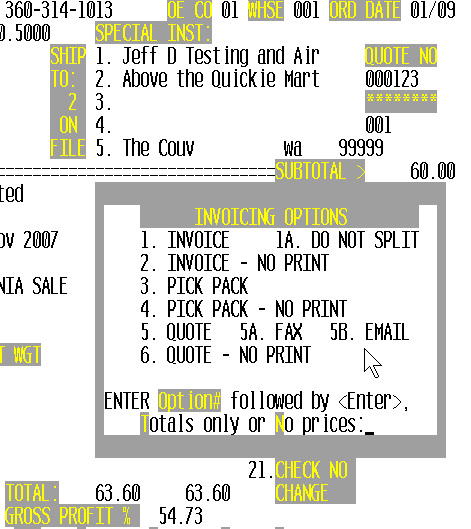 360-314-1013 OE CO 01 WHSE 001 ORD DATE 01/09
0.5000 SPECIAL INST:
SHIP 1. Jeff D Testing and Air QUOTE NO
TO: 2. Above the Quickie Mart 000123
2 3. ********
ON 4. 001
FILE 5. The Couv wa 99999
==============================SUBTOTAL > 60.00
ted
INVOICING OPTIONS
ov 2007 1. INVOICE 1A. DO NOT SPLIT
2. INVOICE - NO PRINT
NIA SALE 3. PICK PACK
4. PICK PACK - NO PRINT
5. QUOTE 5A. FAX 5B. EMAIL
T WGT 6. QUOTE - NO PRINT
ENTER Option# followed by <Enter>,
Totals only or No prices:_
21.CHECK NO
TOTAL: 63.60 63.60 CHANGE
GROSS PROFIT % 54.73